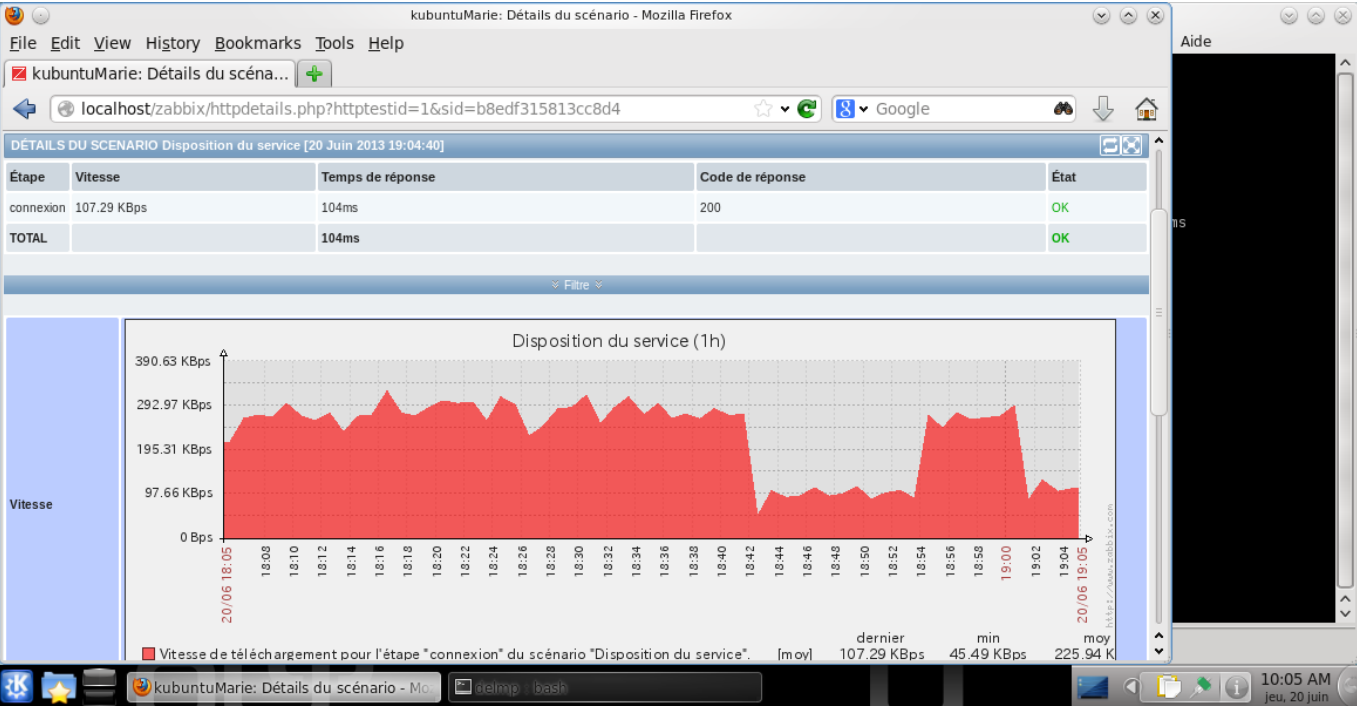 kubuntuMarie: Détails du scénario - Mozilla Firefox
File Edit View History Bookmarks Tools Help
Aide
kubuntuMarie: Détails du scéna...
localhost/zabbix/httpdetails.php?httptestid=1&sid=b8edf315813cc8d4
8 Google
DÉTAILS DU SCENARIO Disposition du service [20 Juin 2013 19:04:40]
Étape Vitesse Temps de réponse Code de réponse État
connexion 107.29 KBps 104ms 200 OK
ms
TOTAL 104ms OK
Filtre
Disposition du service (1h)
390.63 KBps
292.97 KBps
195.31 KBps
97.66 KBps
Vitesse
0 Bps
20/06 18:05 18:08 18:10 18:12 18:14 18:16 18:18 18:20 18:22 18:24 18:26 18:28 18:30 18:32 18:34 18:36 18:38 18:40 18:42 18:44 18:46 18:48 18:50 18:52 18:54 18:56 18:58 19:00 19:02 19:04 20/06 19:05
http://www.zabbix.com
dernier min moy
Vitesse de téléchargement pour l'étape "connexion" du scénario "Disposition du service". [moy] 107.29 KBps 45.49 KBps 225.94 K
kubuntuMarie: Détails du scénario - Mo
delmp : bash
10:05 AM
jeu, 20 juin